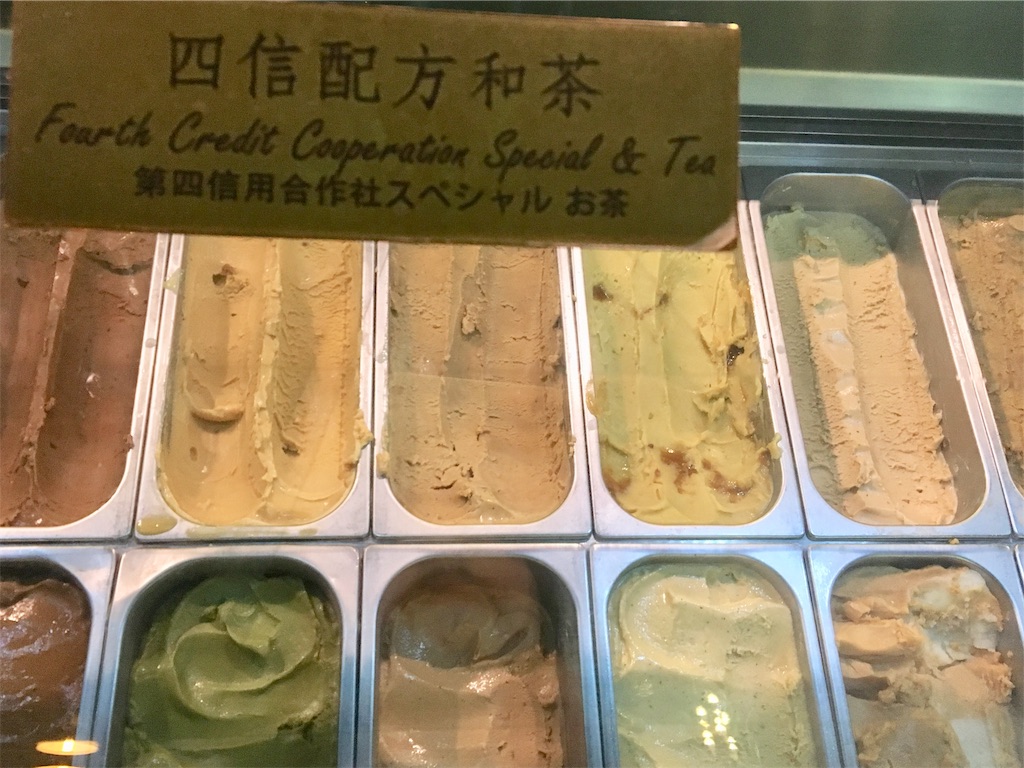 四信配方和茶
Fourth Credit Cooperation Special & Tea
第四信用合作社スペシャル お茶